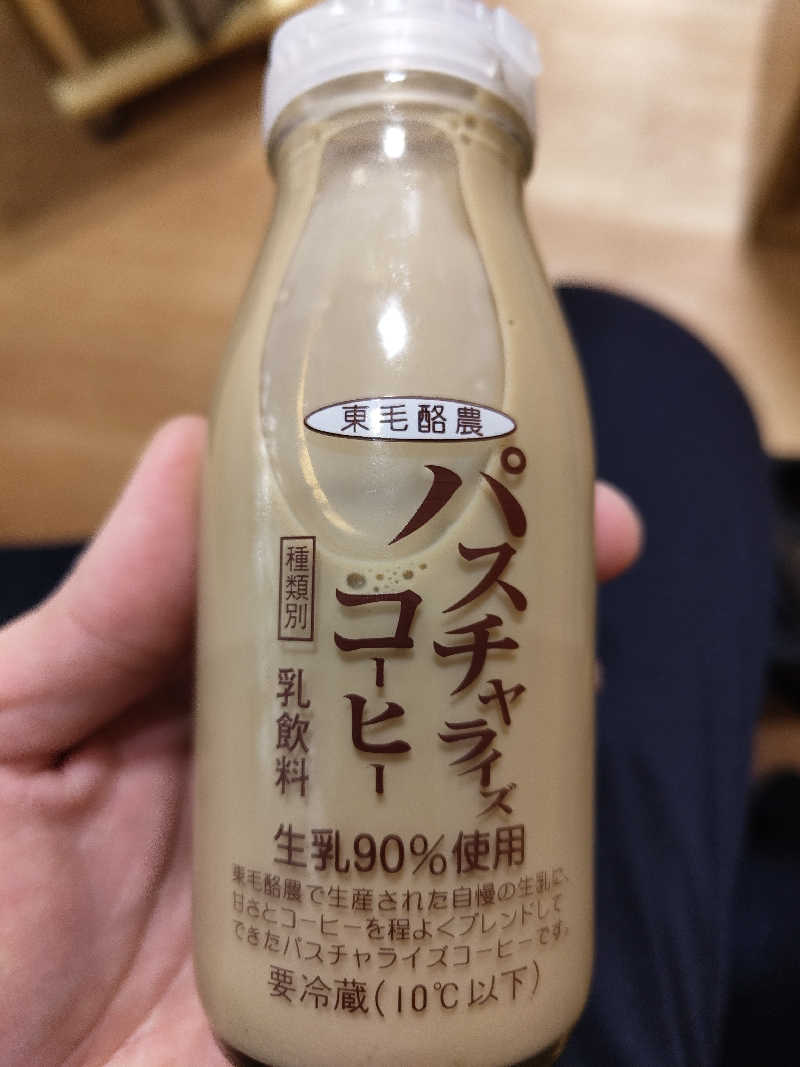 東毛酪農
パスチャライズ
コーヒー
種類別
乳飲料
生乳90%使用
東毛酪農で生産された自慢の生乳に、
甘さとコーヒーを程よくブレンドして
できたパスチャライズコーヒーです。
要冷蔵(10℃以下)